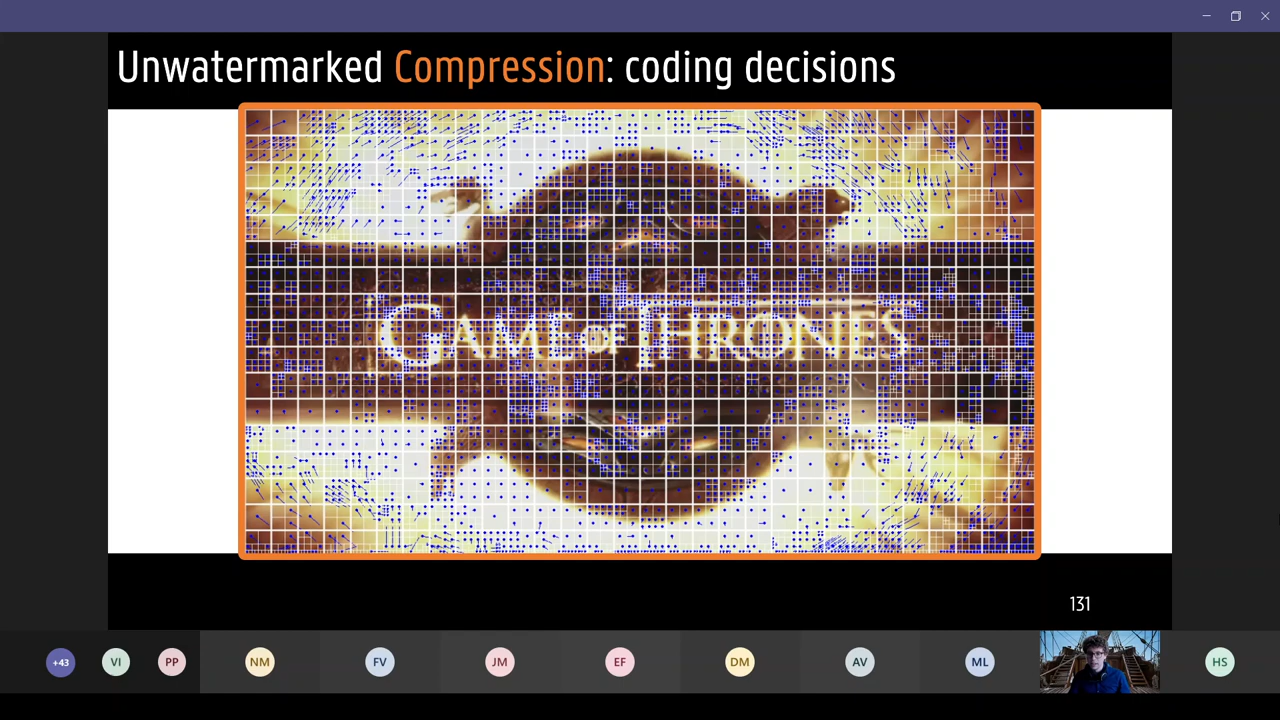 Unwatermarked Compression: coding decisions
GAME OF THRONES
131
+43
VI
PP
NM
FV
JM
EF
DM
AV
ML
HS